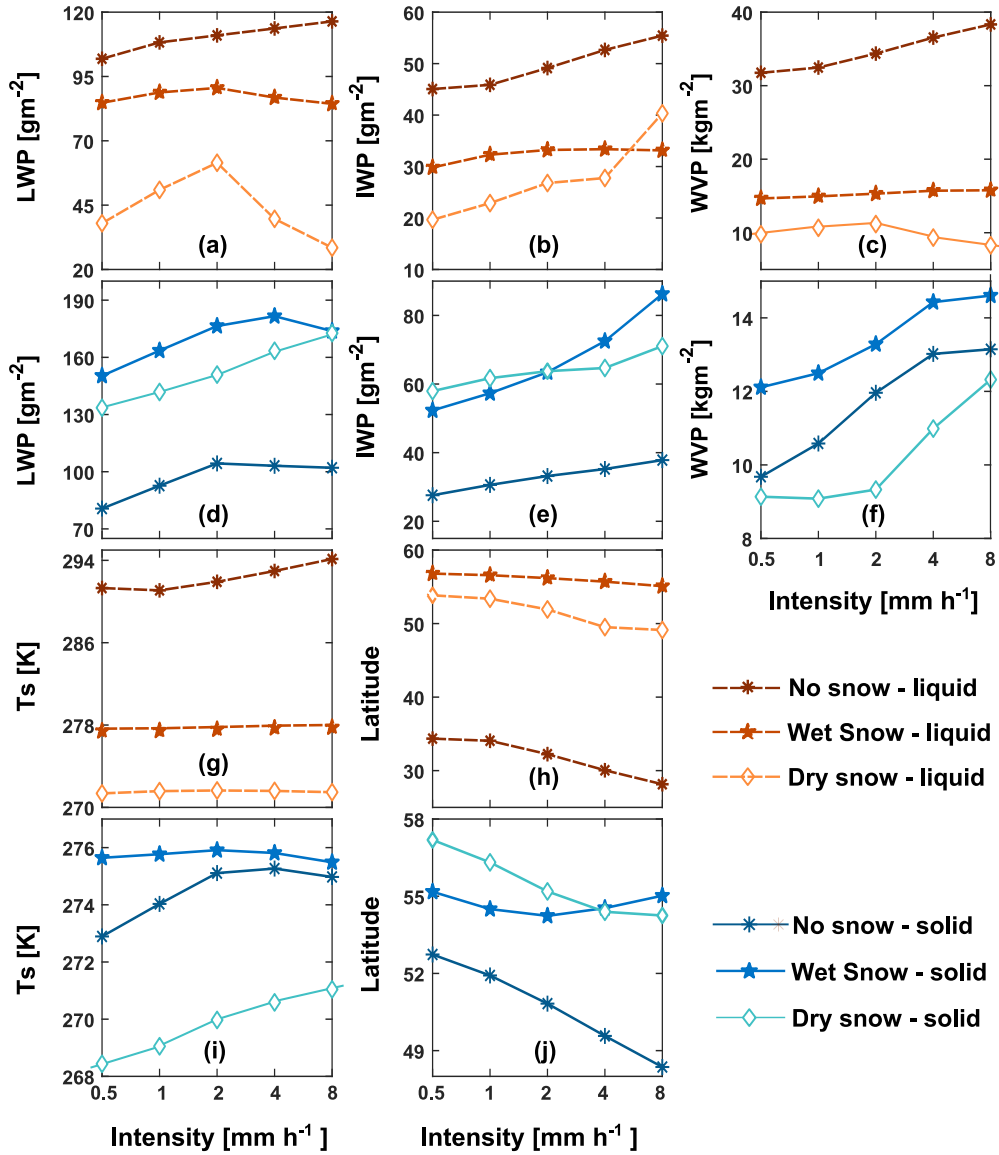 120
95
70
45
20
LWP [gm⁻²]
(a)
60
50
40
30
20
10
IWP [gm⁻²]
(b)
40
30
20
10
WVP [kgm⁻²]
(c)
190
160
130
100
70
LWP [gm⁻²]
(d)
80
60
40
20
IWP [gm⁻²]
(e)
14
12
10
8
WVP [kgm⁻²]
(f)
0.5 1 2 4 8
Intensity [mm h⁻¹]
294
286
278
270
Ts [K]
(g)
60
50
40
30
Latitude
(h)
No snow - liquid
Wet Snow - liquid
Dry snow - liquid
276
274
272
270
268
Ts [K]
(i)
0.5 1 2 4 8
Intensity [mm h⁻¹]
58
55
52
49
Latitude
(j)
0.5 1 2 4 8
Intensity [mm h⁻¹]
No snow - solid
Wet Snow - solid
Dry snow - solid